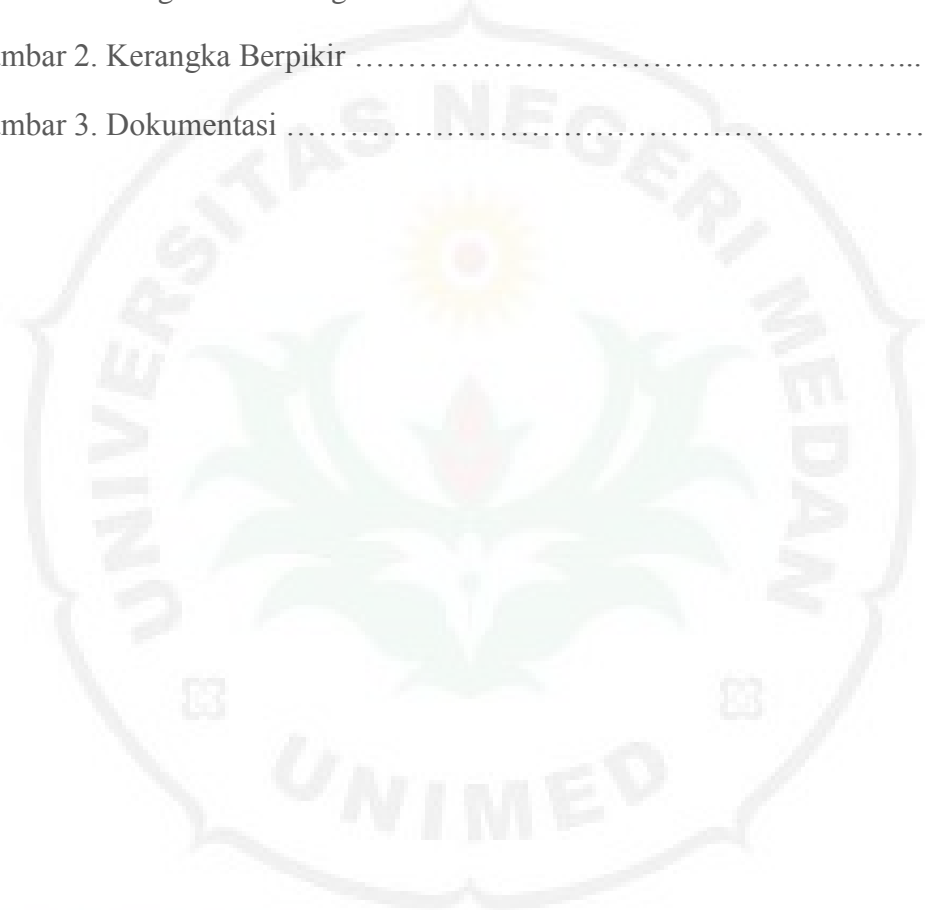 mbar 2. Kerangka Berpikir ……………………………………………...
mbar 3. Dokumentasi ……………………………………………………
UNIVERSITAS NEGERI MEDAN
UNIMED